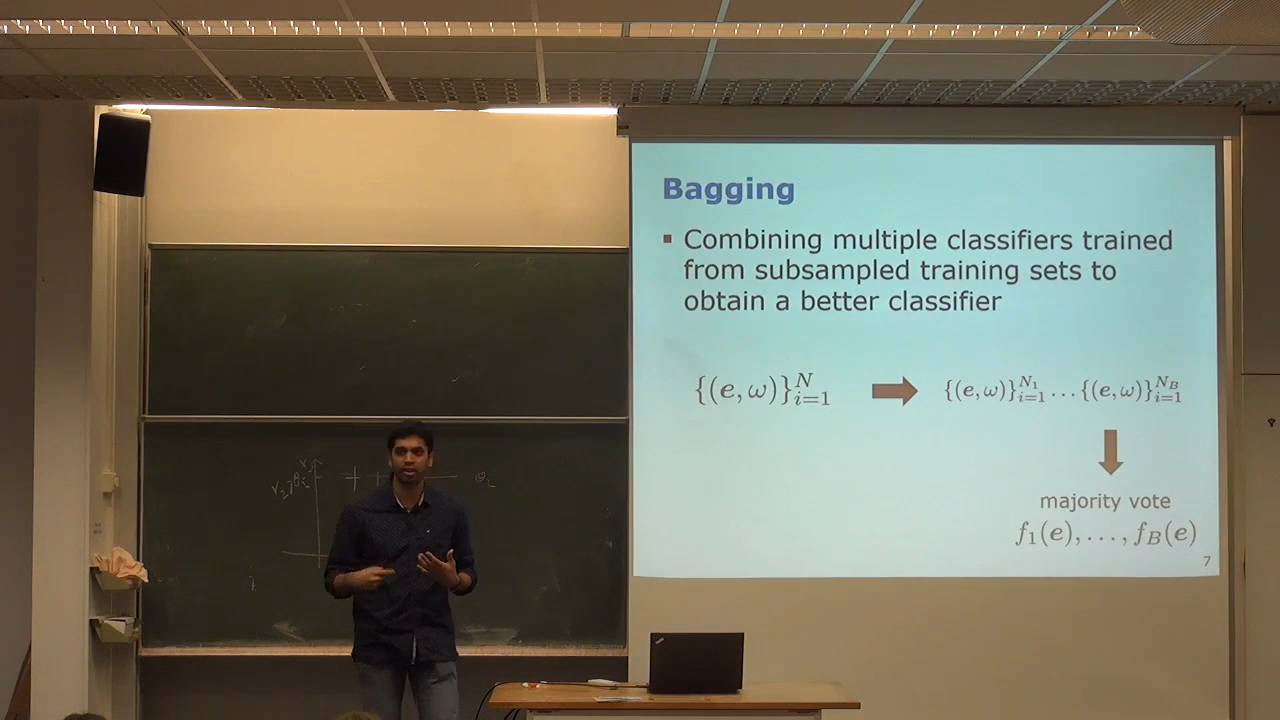 Bagging
▪ Combining multiple classifiers trained
from subsampled training sets to
obtain a better classifier
{(e, ω)}_{i=1}^{N} ➡ {(e, ω)}_{i=1}^{N_1} ... {(e, ω)}_{i=1}^{N_B}
majority vote
f_1(e), ..., f_B(e)
7